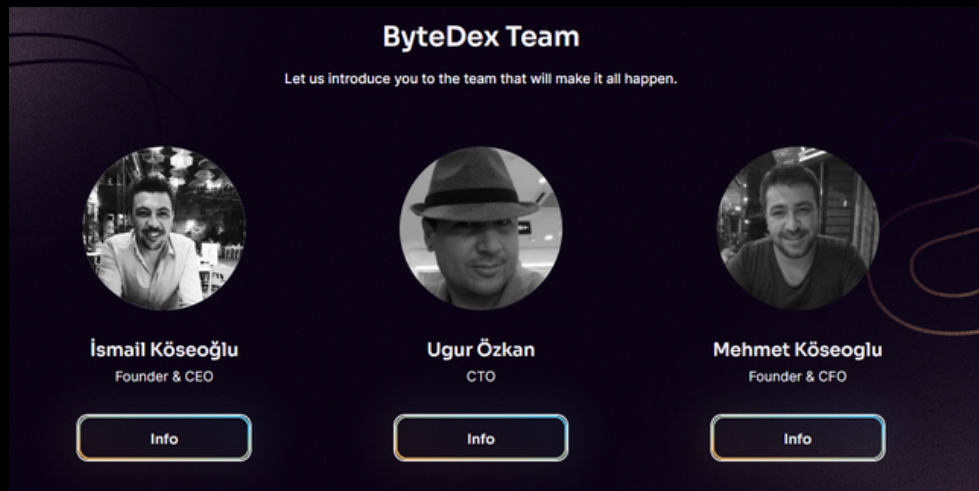 ByteDex Team
Let us introduce you to the team that will make it all happen.
İsmail Köseoğlu
Founder & CEO
Info
Ugur Özkan
CTO
Info
Mehmet Köseoglu
Founder & CFO
Info